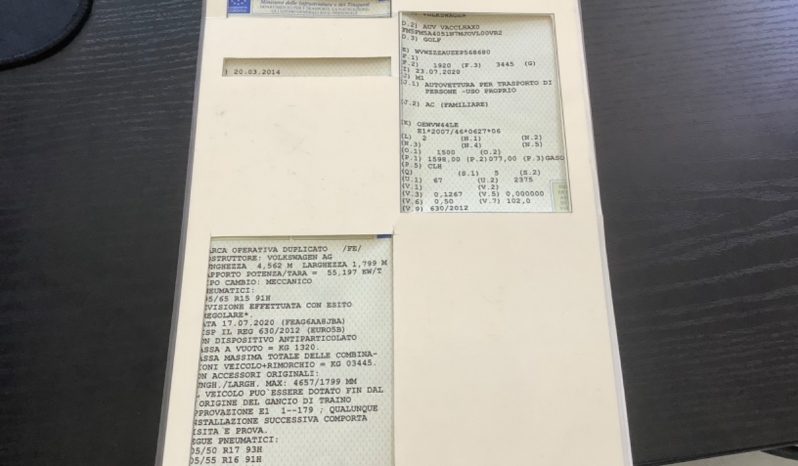 Ministero delle Infrastrutture e dei Trasporti
) 20.03.2014
VOLKSWAGEN
D.2) AUV VACCLHAX0
FM5FM5A4051N7MJOVL00VR2
D.3) GOLF
E) WVWZZZAUZEP568680
F.1)
F.2) 1920 (F.3) 3445 (G)
(I) 23.07.2020
(J) M1
(J.1) AUTOVETTURA PER TRASPORTO DI
PERSONE -USO PROPRIO
(J.2) AC (FAMILIARE)
(K) OEWVW44LE
E1*2007/46*0627*06
(L) 2 (N.1) (N.2)
(N.3) (N.4) (N.5)
(O.1) 1500 (O.2)
(P.1) 1598,00 (P.2)077,00 (P.3)GASO
(P.5) CLH
(Q) (S.1) 5 (S.2)
(U.1) 67 (U.2) 2375
(V.1) (V.2)
(V.3) 0,1267 (V.5) 0,000000
(V.6) 0,50 (V.7) 102,0
(V.9) 630/2012
ARCA OPERATIVA DUPLICATO /FE/
OSTRUTTORE: VOLKSWAGEN AG
UNGHEZZA 4,562 M LARGHEZZA 1,799 M
APPORTO POTENZA/TARA = 55,197 KW/T
IPO CAMBIO: MECCANICO
NEUMATICI:
95/65 R15 91H
EVISIONE EFFETTUATA CON ESITO
REGOLARE*.
ATA 17.07.2020 (FEAG6AA8JBA)
ISP IL REG 630/2012 (EURO5B)
ON DISPOSITIVO ANTIPARTICOLATO
ASSA A VUOTO = KG 1320.
ASSA MASSIMA TOTALE DELLE COMBINA-
IONI VEICOLO+RIMORCHIO = KG 03445.
ON ACCESSORI ORIGINALI:
UNGH./LARGH. MAX: 4657/1799 MM
L VEICOLO PUO`ESSERE DOTATO FIN DAL
'ORIGINE DEL GANCIO DI TRAINO
PPROVAZIONE E1 1--179 ; QUALUNQUE
NSTALLAZIONE SUCCESSIVA COMPORTA
ISITA E PROVA.
EGUE PNEUMATICI:
05/50 R17 93H
05/55 R16 91H